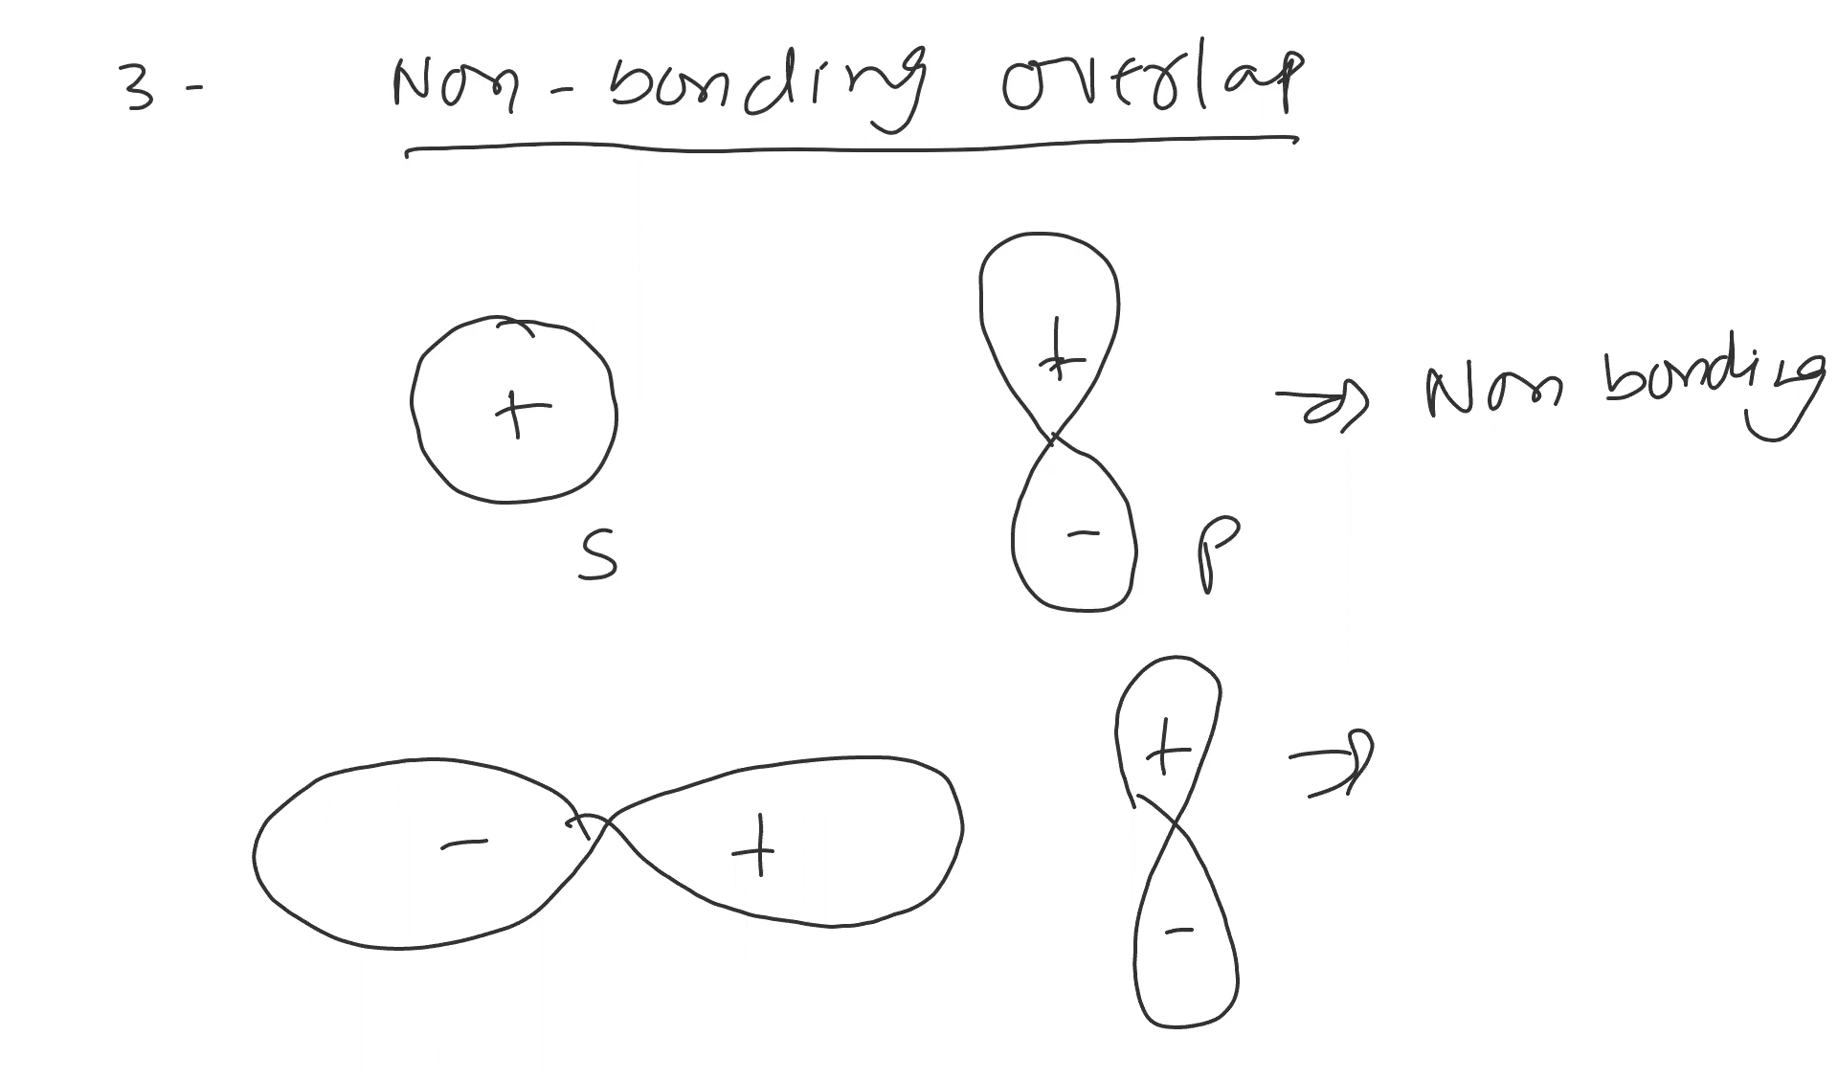 3 - Non-bonding overlap
+
+
→ Non bonding
-
S
P
+
→
- +
-